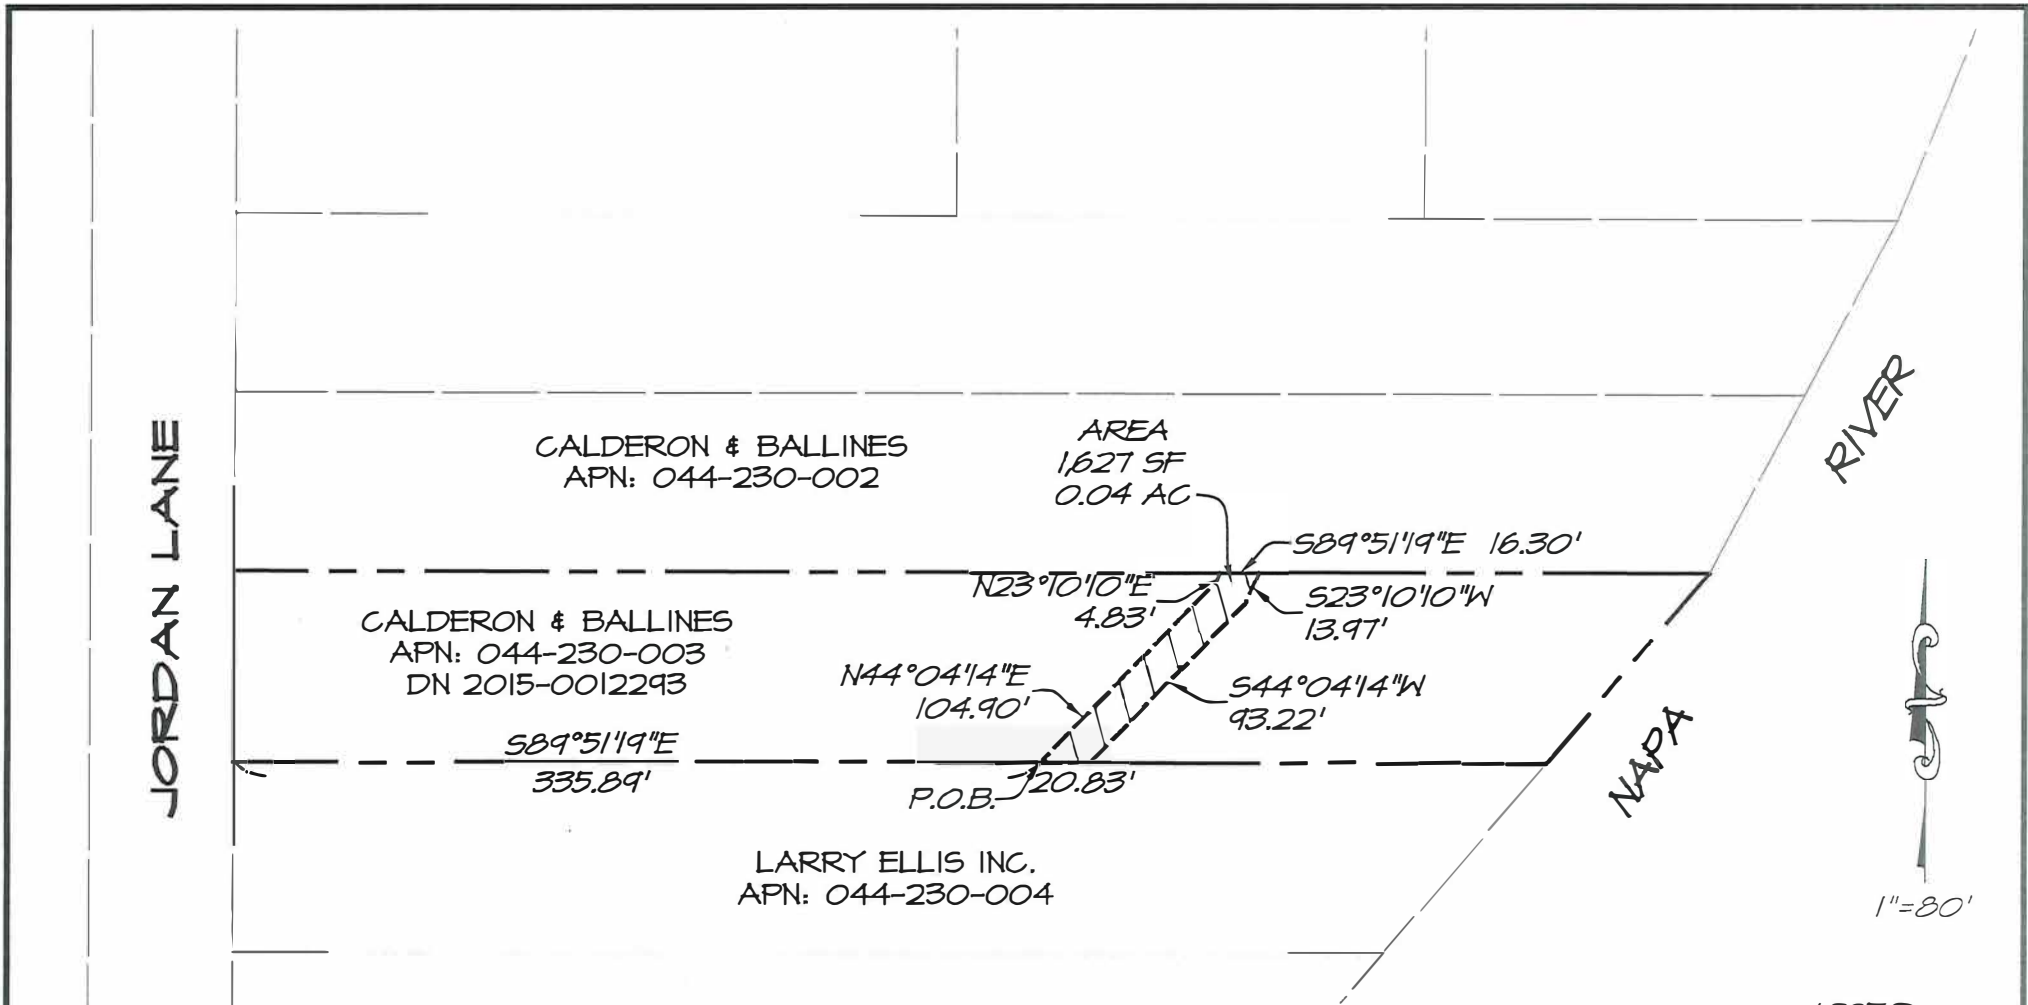 JORDAN LANE
CALDERON & BALLINES
APN: 044-230-002
AREA
1,627 SF
0.04 AC
RIVER
S89°51'19"E 16.30'
N23°10'10"E
4.83'
S23°10'10"W
13.97'
CALDERON & BALLINES
APN: 044-230-003
DN 2015-0012293
N44°04'14"E
104.90'
S44°04'14"W
93.22'
S89°51'19"E
335.89'
P.O.B.
20.83'
NAPA
LARRY ELLIS INC.
APN: 044-230-004
1"=80'